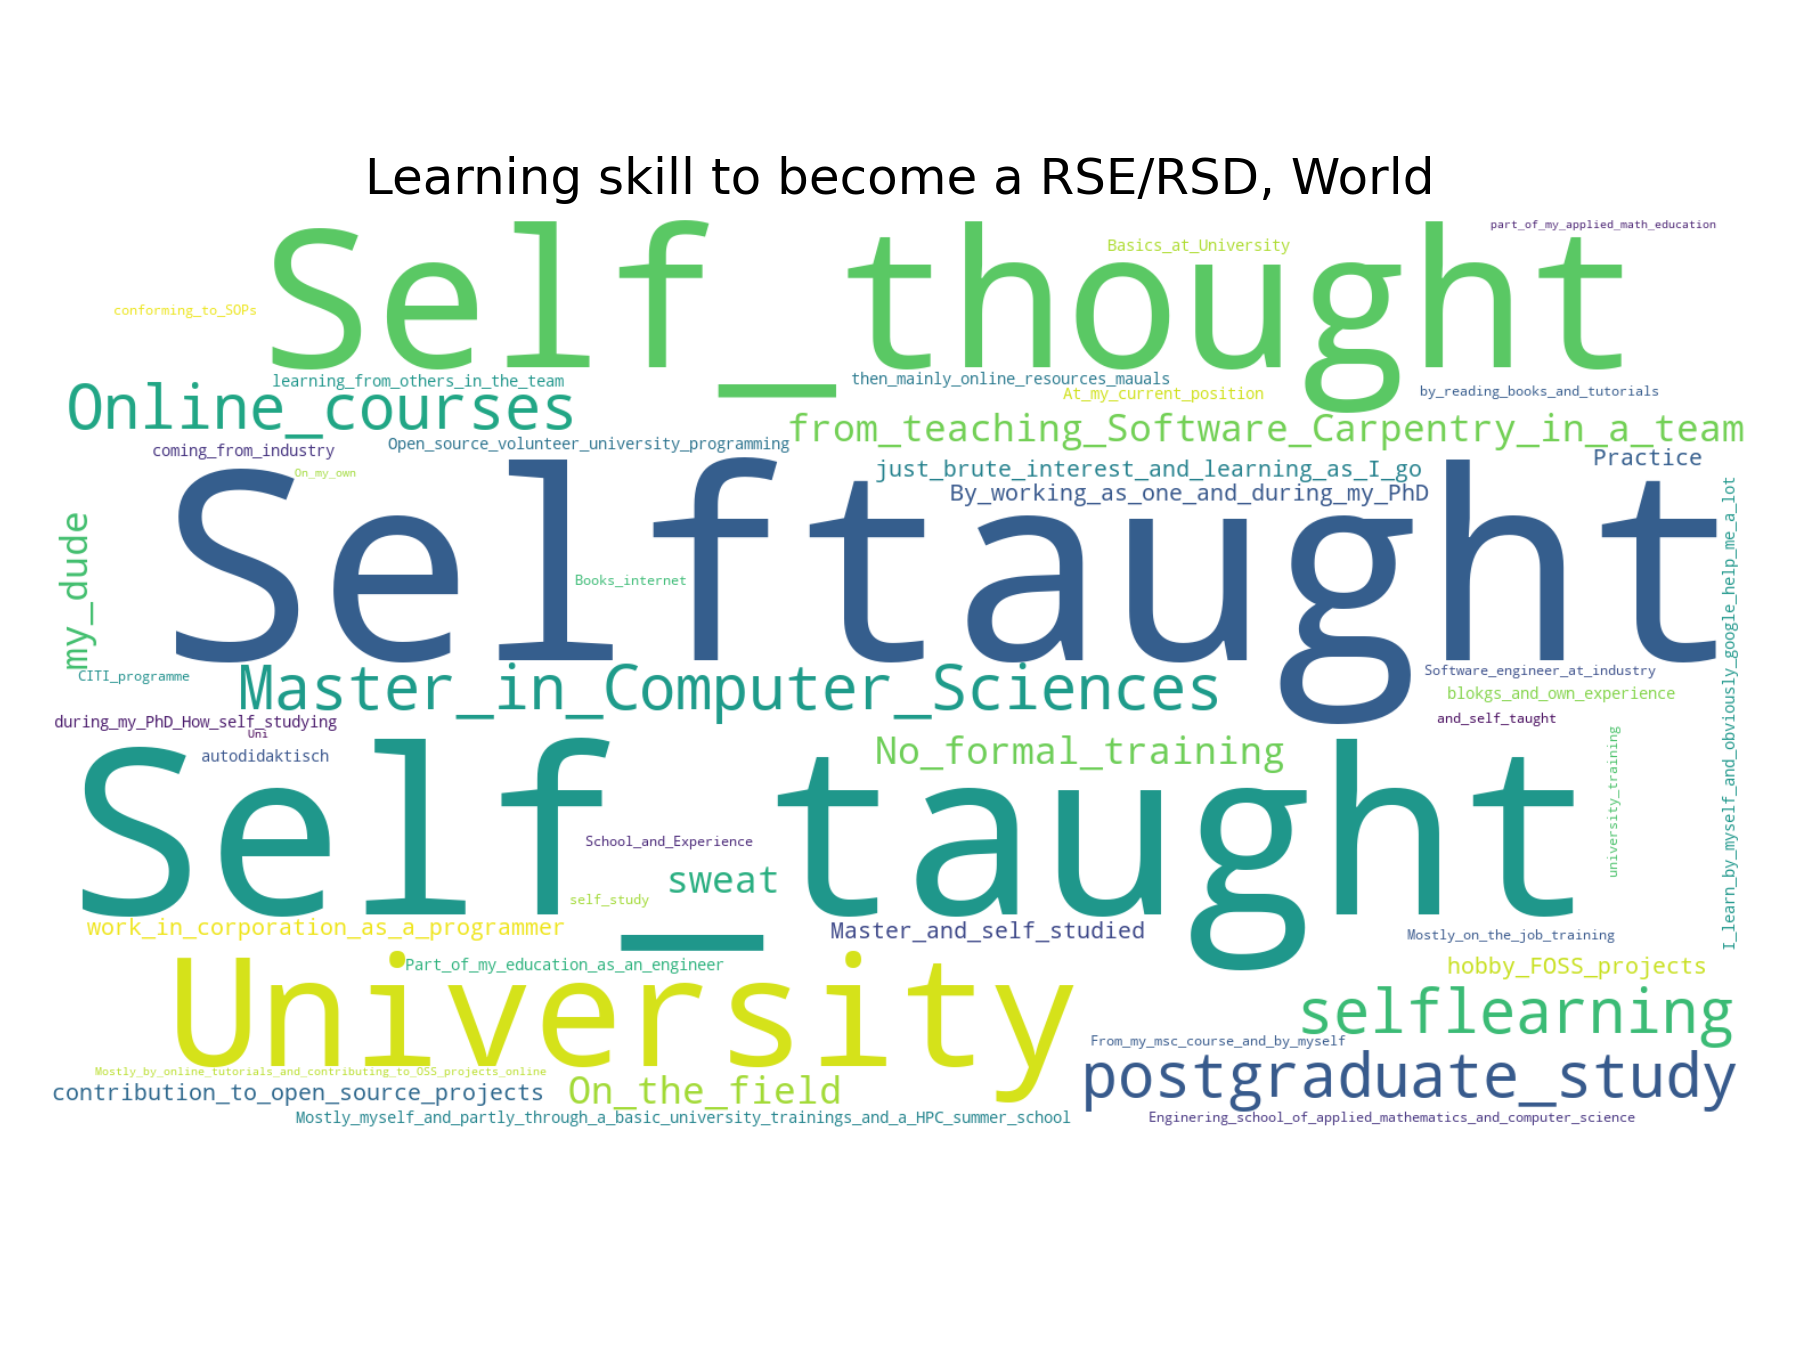 Learning skill to become a RSE/RSD, World
part_of_my_applied_math_education
Basics_at_University
Self_thought
conforming_to_SOPs
learning_from_others_in_the_team
then_mainly_online_resources_mauals
At_my_current_position
by_reading_books_and_tutorials
Online_courses
from_teaching_Software_Carpentry_in_a_team
Open_source_volunteer_university_programming
coming_from_industry
Practice
just_brute_interest_and_learning_as_I_go
On_my_own
By_working_as_one_and_during_my_PhD
Selftaught
my_dude
Books_internet
I_learn_by_myself_and_obviously_google_help_me_a_lot
CITI_programme
Master_in_Computer_Sciences
Software_engineer_at_industry
blokgs_and_own_experience
during_my_PhD_How_self_studying
and_self_taught
Uni
autodidaktisch
No_formal_training
university_training
Self_taught
School_and_Experience
sweat
self_study
work_in_corporation_as_a_programmer
Master_and_self_studied
Mostly_on_the_job_training
Part_of_my_education_as_an_engineer
hobby_FOSS_projects
University
selflearning
From_my_msc_course_and_by_myself
Mostly_by_online_tutorials_and_contributing_to_OSS_projects_online
postgraduate_study
contribution_to_open_source_projects
On_the_field
Mostly_myself_and_partly_through_a_basic_university_trainings_and_a_HPC_summer_school
Enginering_school_of_applied_mathematics_and_computer_science